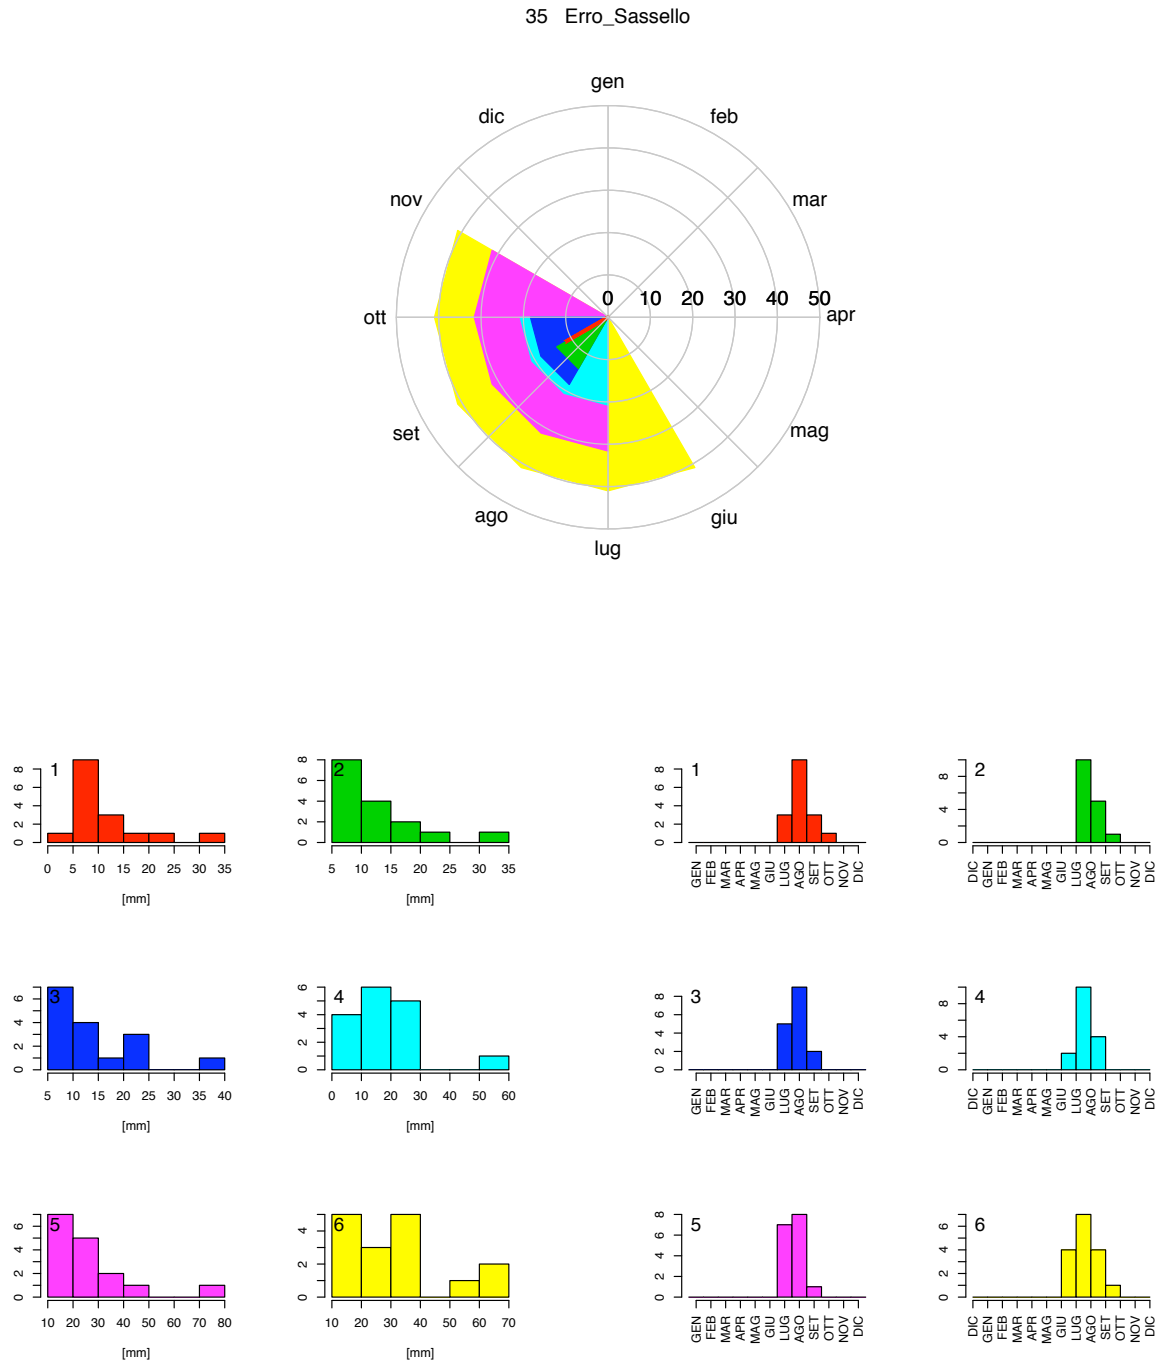 35 Erro_Sassello
gen
dic feb
nov mar
0 10 20 30 40 50
ott apr
set mag
ago giu
lug
1 2 1 2
0 2 4 6 8
0 2 4 6 8
0 2 4 6 8
0 4 8
0 5 10 15 20 25 30 35
5 10 15 20 25 30 35
GEN FEB MAR APR MAG GIU LUG AGO SET OTT NOV DIC
DIC GEN FEB MAR APR MAG GIU LUG AGO SET OTT NOV DIC
[mm] [mm]
3 4 3 4
0 2 4 6
0 2 4 6
0 2 4 6 8
0 4 8
5 10 15 20 25 30 35 40
0 10 20 30 40 50 60
GEN FEB MAR APR MAG GIU LUG AGO SET OTT NOV DIC
DIC GEN FEB MAR APR MAG GIU LUG AGO SET OTT NOV DIC
[mm] [mm]
5 6 5 6
0 2 4 6
0 2 4
0 2 4 6 8
0 2 4 6
10 20 30 40 50 60 70 80
10 20 30 40 50 60 70
GEN FEB MAR APR MAG GIU LUG AGO SET OTT NOV DIC
DIC GEN FEB MAR APR MAG GIU LUG AGO SET OTT NOV DIC
[mm] [mm]